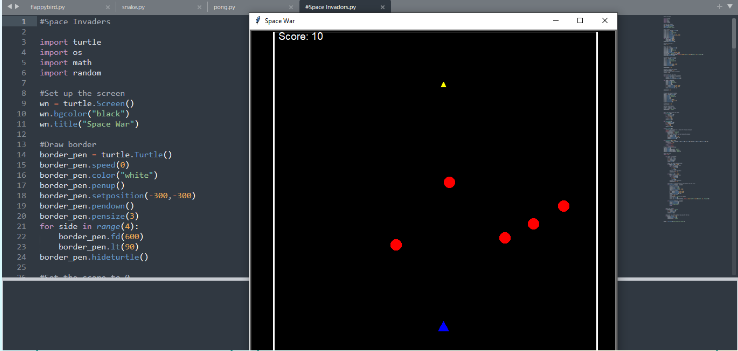 flappybird.py
snake.py
pong.py
#Space Invaders.py
Space War
Score: 10
1 #Space Invaders
2
3 import turtle
4 import os
5 import math
6 import random
7
8 #Set up the screen
9 wn = turtle.Screen()
10 wn.bgcolor("black")
11 wn.title("Space War")
12
13 #Draw border
14 border_pen = turtle.Turtle()
15 border_pen.speed(0)
16 border_pen.color("white")
17 border_pen.penup()
18 border_pen.setposition(-300,-300)
19 border_pen.pendown()
20 border_pen.pensize(3)
21 for side in range(4):
22 border_pen.fd(600)
23 border_pen.lt(90)
24 border_pen.hideturtle()
25
26 #Set the score to 0